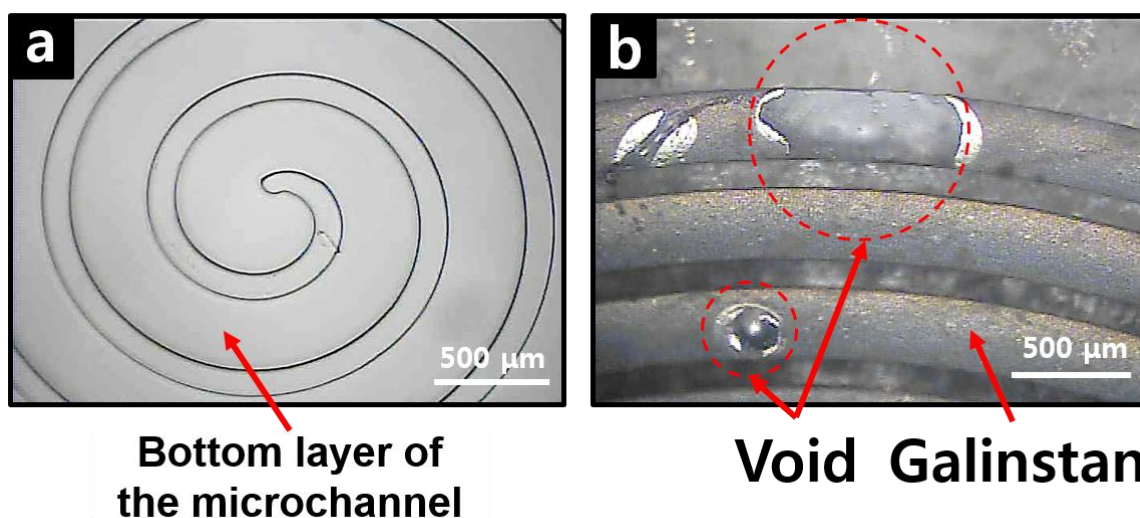 a
b
500 µm
500 µm
Bottom layer of
the microchannel
Void Galinstan